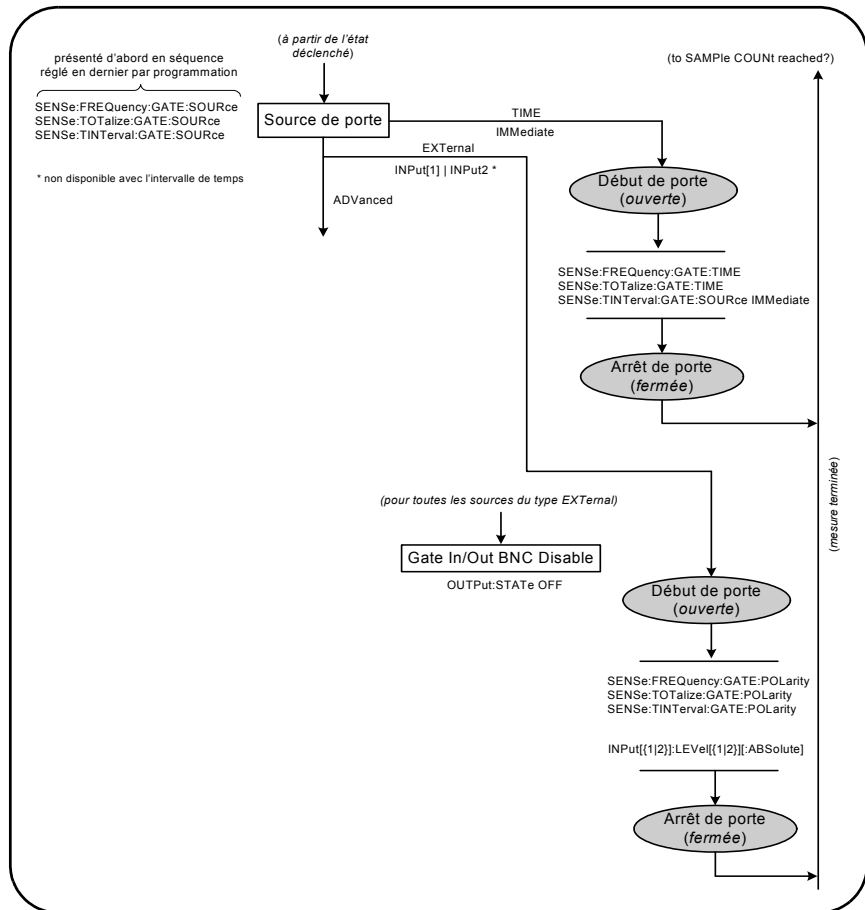 présenté d'abord en séquence
réglé en dernier par programmation
SENSe:FREQuency:GATE:SOURce
SENSe:TOTalize:GATE:SOURce
SENSe:TINTerval:GATE:SOURce
* non disponible avec l'intervalle de temps
(à partir de l'état
déclenché)
Source de porte
TIME
IMMediate
EXTernal
INPut[1] | INPut2 *
ADVanced
(to SAMPle COUNt reached?)
Début de porte
(ouverte)
SENSe:FREQuency:GATE:TIME
SENSe:TOTalize:GATE:TIME
SENSe:TINTerval:GATE:SOURce IMMediate
Arrêt de porte
(fermée)
(mesure terminée)
(pour toutes les sources du type EXTernal)
Gate In/Out BNC Disable
OUTPut:STATe OFF
Début de porte
(ouverte)
SENSe:FREQuency:GATE:POLarity
SENSe:TOTalize:GATE:POLarity
SENSe:TINTerval:GATE:POLarity
INPut[{1|2}]:LEVel[{1|2}][:ABSolute]
Arrêt de porte
(fermée)